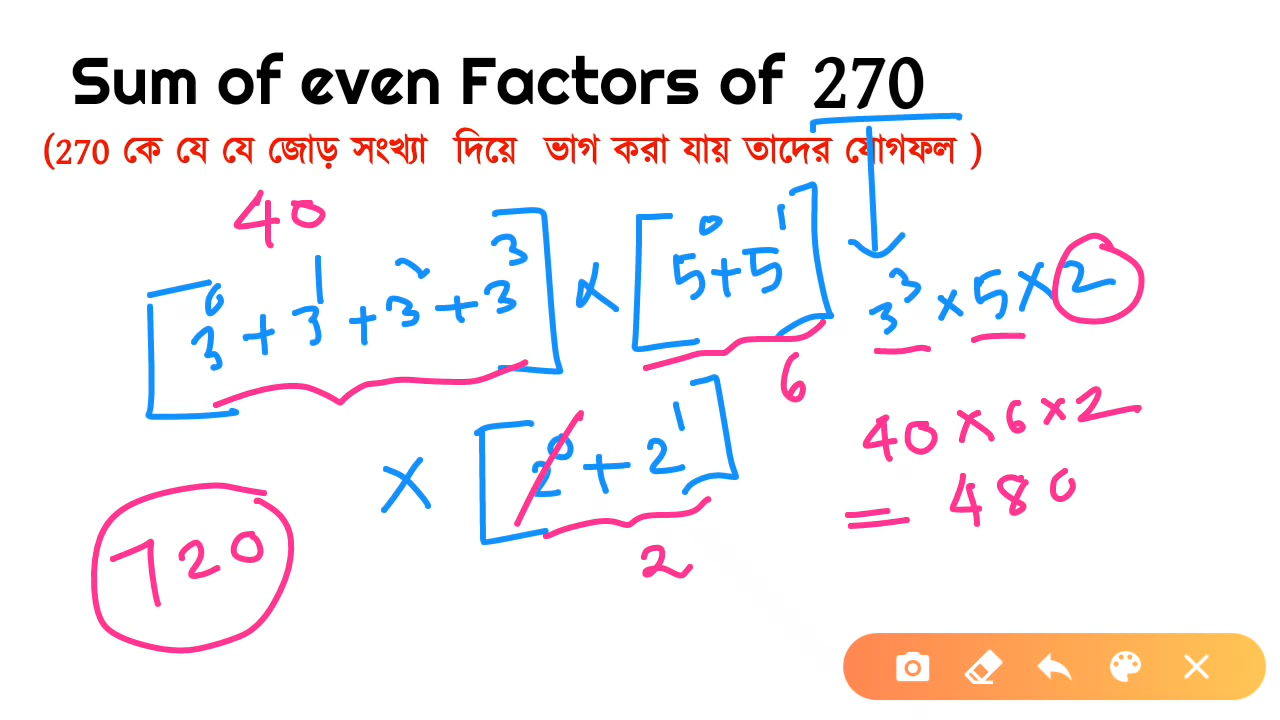 Sum of even Factors of 270
(270 কে যে যে জোড় সংখ্যা দিয়ে ভাগ করা যায় তাদের যোগফল )
40
[3⁰ + 3¹ + 3² + 3³] × [5⁰ + 5¹]
3³ × 5 × 2
6
× [2⁰ + 2¹]
40 × 6 × 2
= 480
2
720